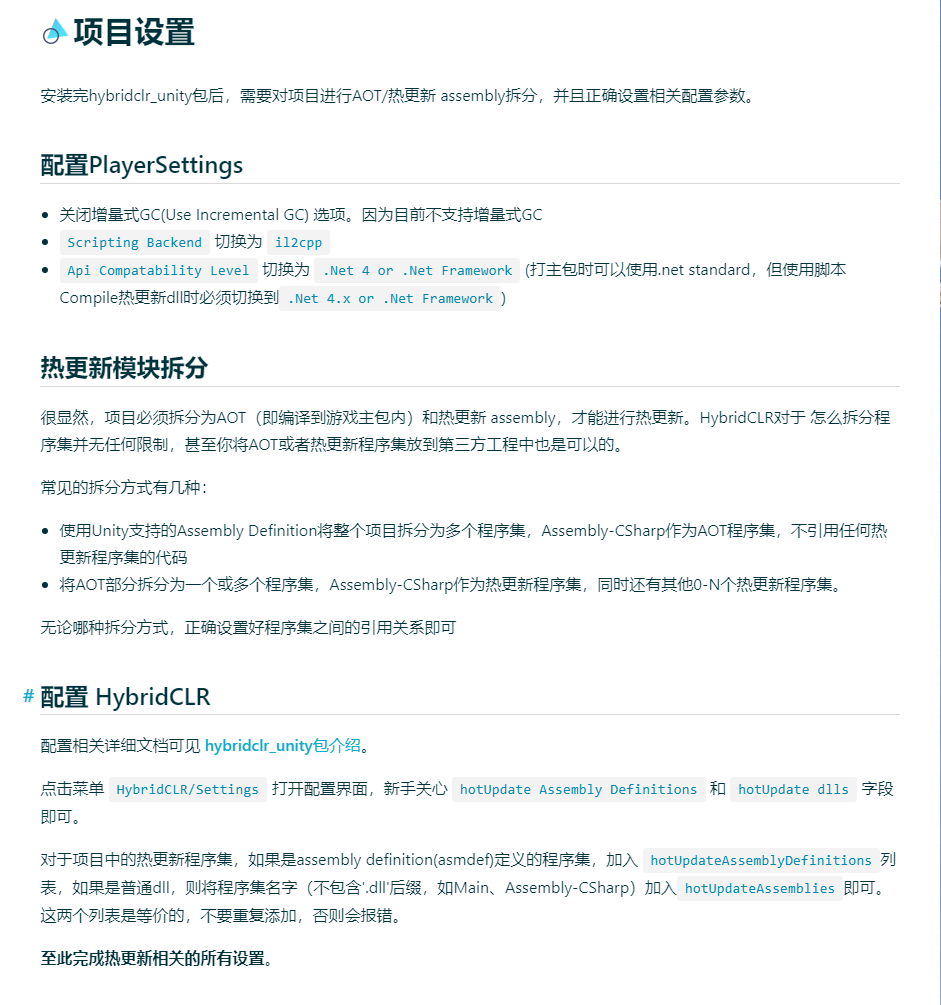 项目设置
安装完hybridclr_unity包后，需要对项目进行AOT/热更新 assembly拆分，并且正确设置相关配置参数。
配置PlayerSettings
关闭增量式GC(Use Incremental GC) 选项。因为目前不支持增量式GC
Scripting Backend 切换为 il2cpp
Api Compatability Level 切换为 .Net 4 or .Net Framework (打主包时可以使用.net standard，但使用脚本
Compile热更新dll时必须切换到 .Net 4.x or .Net Framework )
热更新模块拆分
很显然，项目必须拆分为AOT（即编译到游戏主包内）和热更新 assembly，才能进行热更新。HybridCLR对于 怎么拆分程
序集并无任何限制，甚至你将AOT或者热更新程序集放到第三方工程中也是可以的。
常见的拆分方式有几种：
使用Unity支持的Assembly Definition将整个项目拆分为多个程序集，Assembly-CSharp作为AOT程序集，不引用任何热
更新程序集的代码
将AOT部分拆分为一个或多个程序集，Assembly-CSharp作为热更新程序集，同时还有其他0-N个热更新程序集。
无论哪种拆分方式，正确设置好程序集之间的引用关系即可
# 配置 HybridCLR
配置相关详细文档可见 hybridclr_unity包介绍。
点击菜单 HybridCLR/Settings 打开配置界面，新手关心 hotUpdate Assembly Definitions 和 hotUpdate dlls 字段
即可。
对于项目中的热更新程序集，如果是assembly definition(asmdef)定义的程序集，加入 hotUpdateAssemblyDefinitions 列
表，如果是普通dll，则将程序集名字（不包含'.dll'后缀，如Main、Assembly-CSharp）加入 hotUpdateAssemblies 即可。
这两个列表是等价的，不要重复添加，否则会报错。
至此完成热更新相关的所有设置。